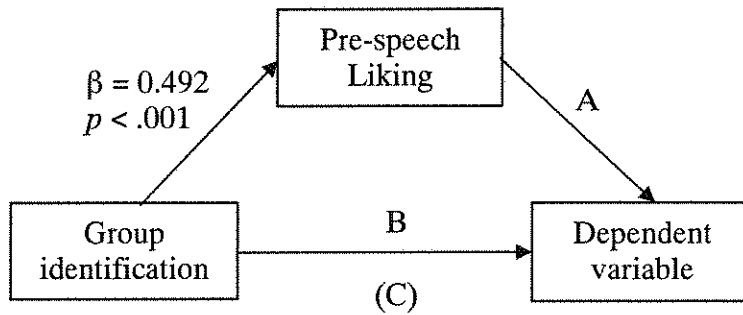 Pre-speech
Liking
β = 0.492
p < .001
A
Group
identification
B
Dependent
variable
(C)